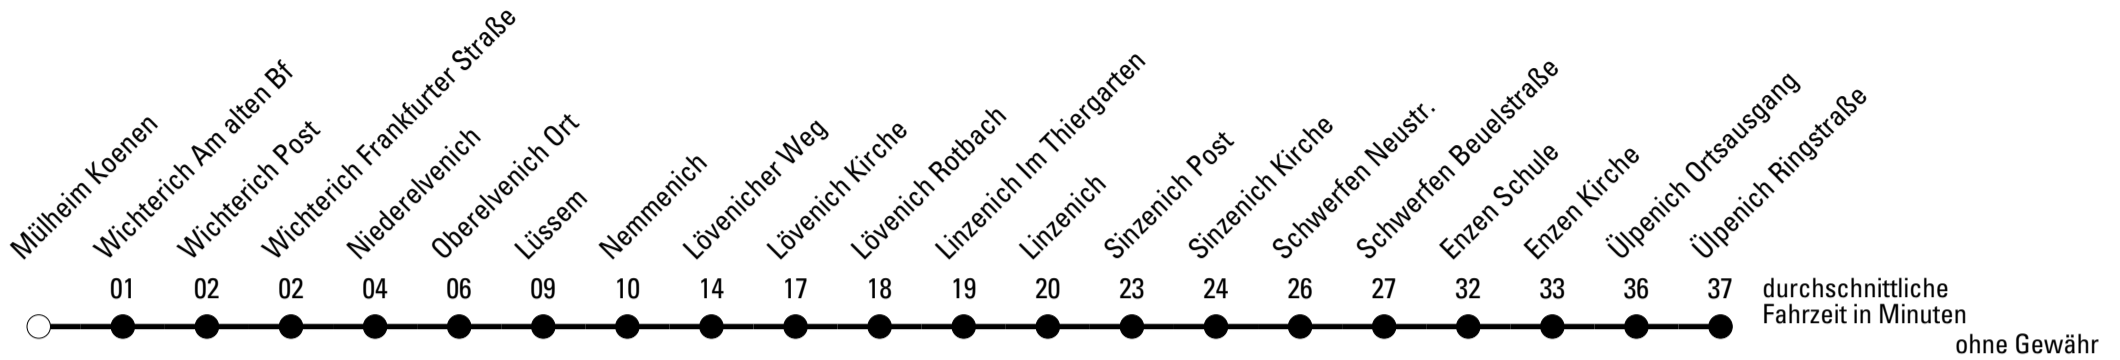 Mülheim Koenen
Wichterich Am alten Bf
Wichterich Post
Wichterich Frankfurter Straße
Niederelvenich
Oberelvenich Ort
Lüssem
Nemmenich
Lövenicher Weg
Lövenich Kirche
Lövenich Rotbach
Linzenich Im Thiergarten
Linzenich
Sinzenich Post
Sinzenich Kirche
Schwerfen Neustr.
Schwerfen Beuelstraße
Enzen Schule
Enzen Kirche
Ülpenich Ortsausgang
Ülpenich Ringstraße
01 02 02 04 06 09 10 14 17 18 19 20 23 24 26 27 32 33 36 37 durchschnittliche
Fahrzeit in Minuten
ohne Gewähr